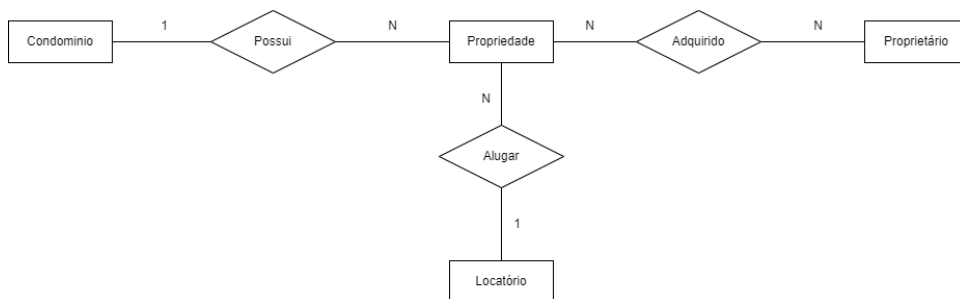 1
N
N
N
Condominio
Possui
Propriedade
Adquirido
Proprietário
N
Alugar
1
Locatório